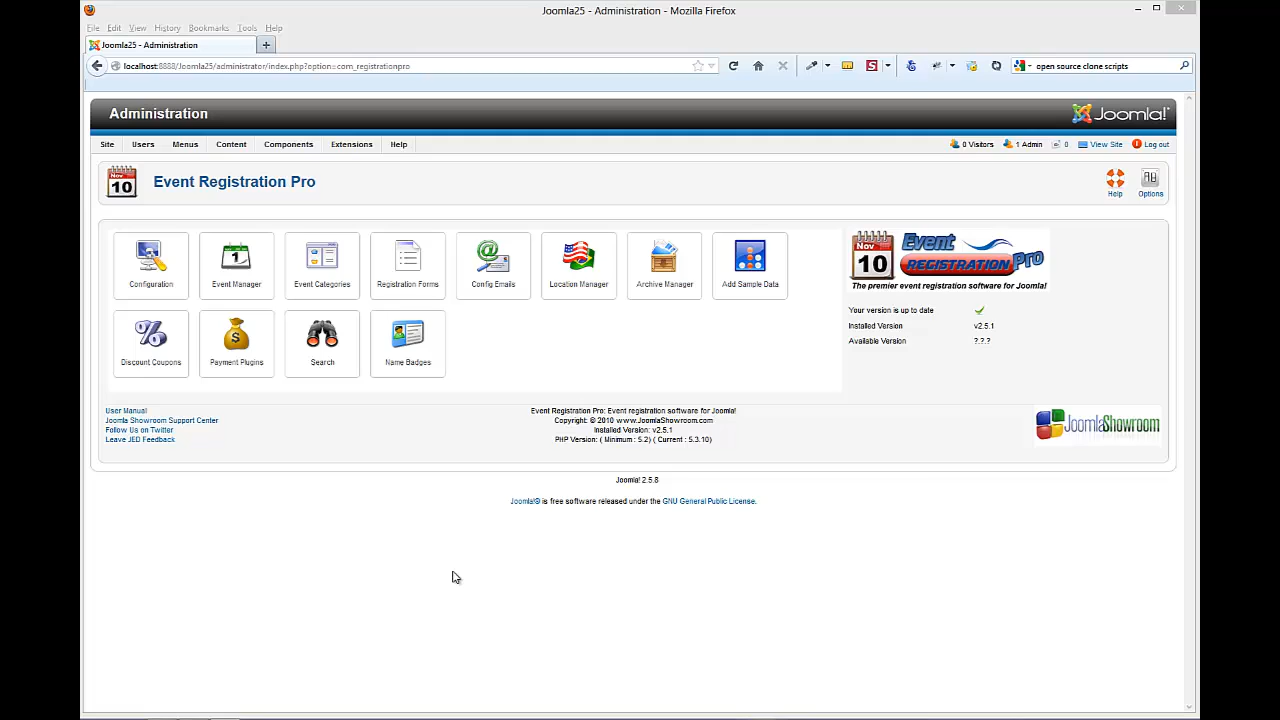 Joomla25 - Administration - Mozilla Firefox
File Edit View History Bookmarks Tools Help
Joomla25 - Administration
localhost:8888/Joomla25/administrator/index.php?option=com_registrationpro
open source clone scripts
Administration
Joomla!
Site Users Menus Content Components Extensions Help
0 Visitors 1 Admin 0 View Site Log out
Nov 10
Event Registration Pro
Help Options
Configuration Event Manager Event Categories Registration Forms Config Emails Location Manager Archive Manager Add Sample Data
Nov 10 Event REGISTRATION Pro
The premier event registration software for Joomla!
Your version is up to date
Installed Version v2.5.1
Available Version ?.?.?
Discount Coupons Payment Plugins Search Name Badges
User Manual
Joomla Showroom Support Center
Follow Us on Twitter
Leave JED Feedback
Event Registration Pro: Event registration software for Joomla!
Copyright: © 2010 www.JoomlaShowroom.com
Installed Version: v2.5.1
PHP Version: ( Minimum : 5.2) ( Current : 5.3.10)
JoomlaShowroom
Joomla! 2.5.8
Joomla!® is free software released under the GNU General Public License.